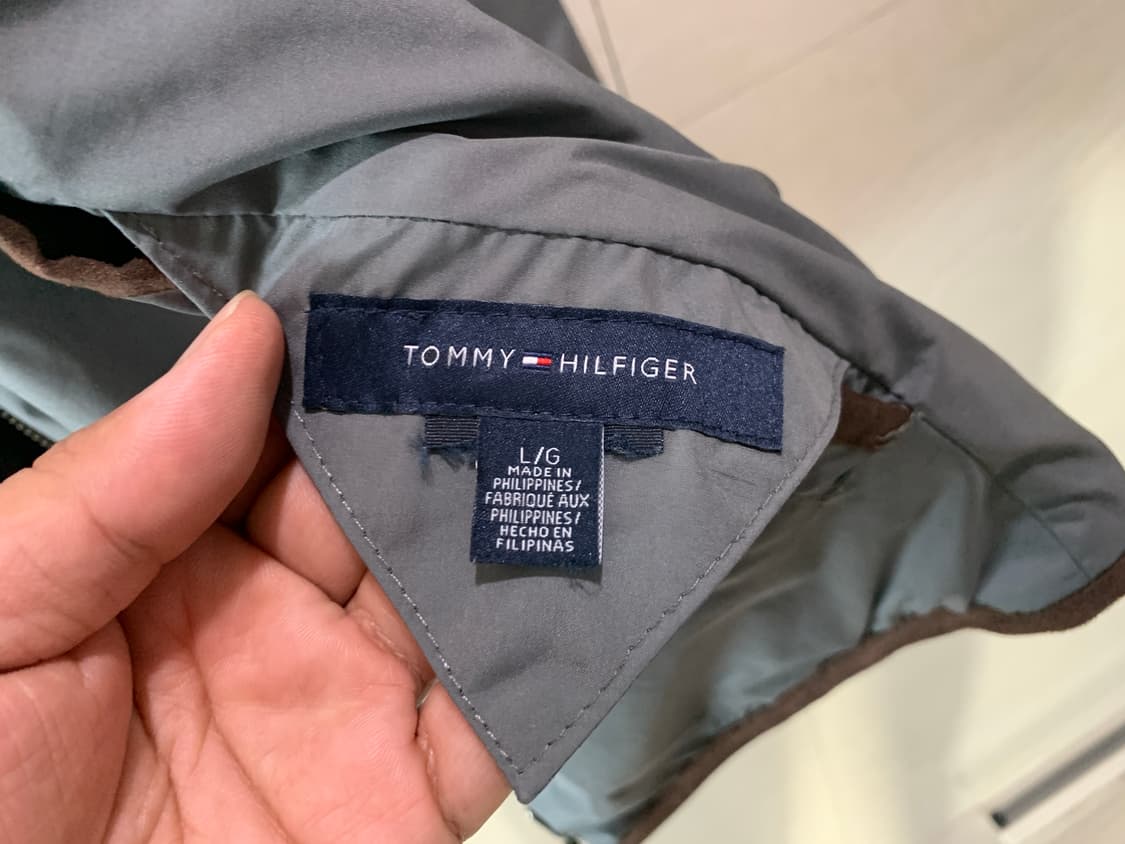 TOMMY HILFIGER
L/G
MADE IN
PHILIPPINES/
FABRIQUÉ AUX
PHILIPPINES/
HECHO EN
FILIPINAS